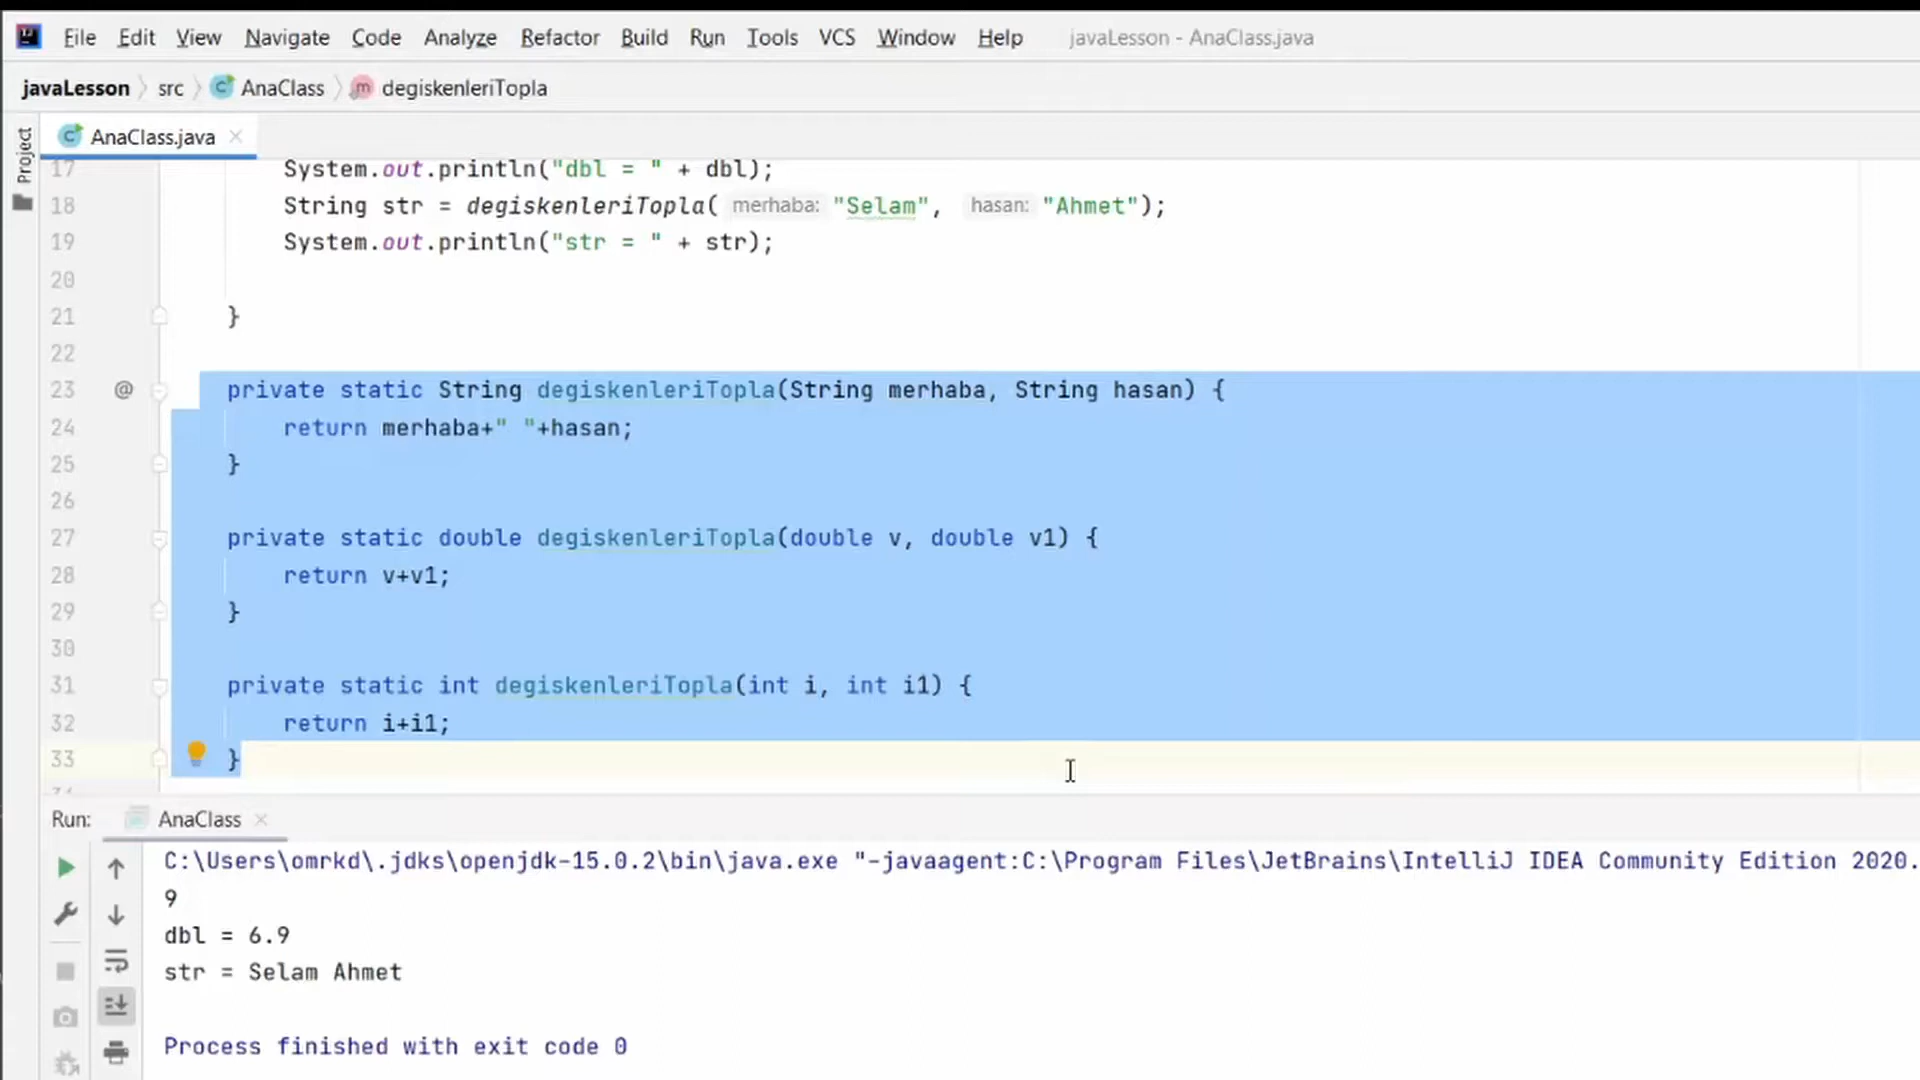 File Edit View Navigate Code Analyze Refactor Build Run Tools VCS Window Help javaLesson - AnaClass.java
javaLesson src AnaClass degiskenleriTopla
Project
AnaClass.java
17 System.out.println("dbl = " + dbl);
18 String str = degiskenleriTopla( merhaba: "Selam", hasan: "Ahmet");
19 System.out.println("str = " + str);
20
21 }
22
23 @ private static String degiskenleriTopla(String merhaba, String hasan) {
24 return merhaba+" "+hasan;
25 }
26
27 private static double degiskenleriTopla(double v, double v1) {
28 return v+v1;
29 }
30
31 private static int degiskenleriTopla(int i, int i1) {
32 return i+i1;
33 }
Run: AnaClass
C:\Users\omrkd\.jdks\openjdk-15.0.2\bin\java.exe "-javaagent:C:\Program Files\JetBrains\IntelliJ IDEA Community Edition 2020.
9
dbl = 6.9
str = Selam Ahmet
Process finished with exit code 0